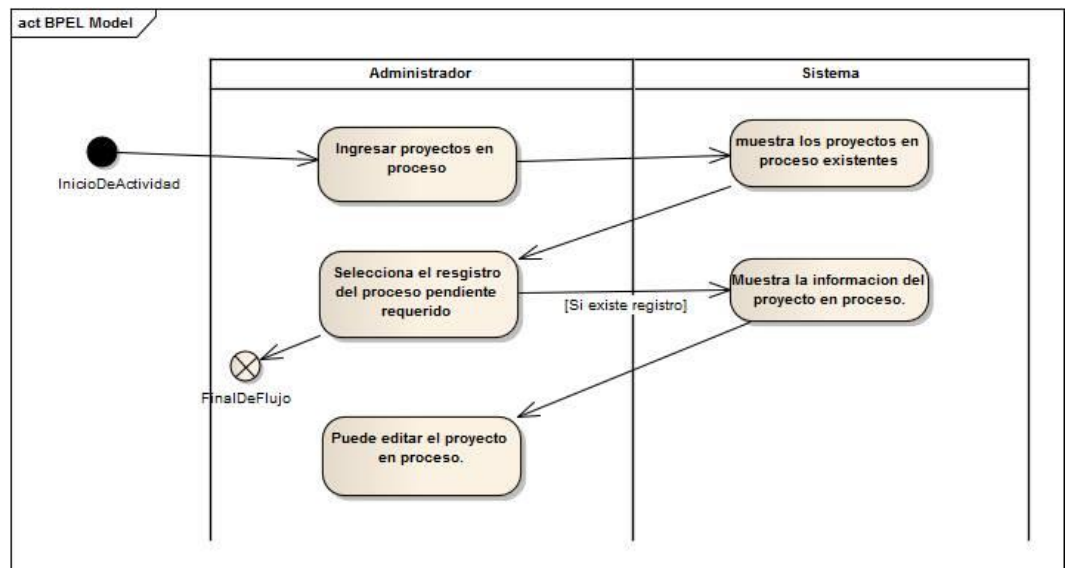 act BPEL Model
Administrador
Sistema
InicioDeActividad
Ingresar proyectos en
proceso
muestra los proyectos en
proceso existentes
Selecciona el resgistro
del proceso pendiente
requerido
[Si existe registro]
Muestra la informacion del
proyecto en proceso.
FinalDeFlujo
Puede editar el proyecto
en proceso.